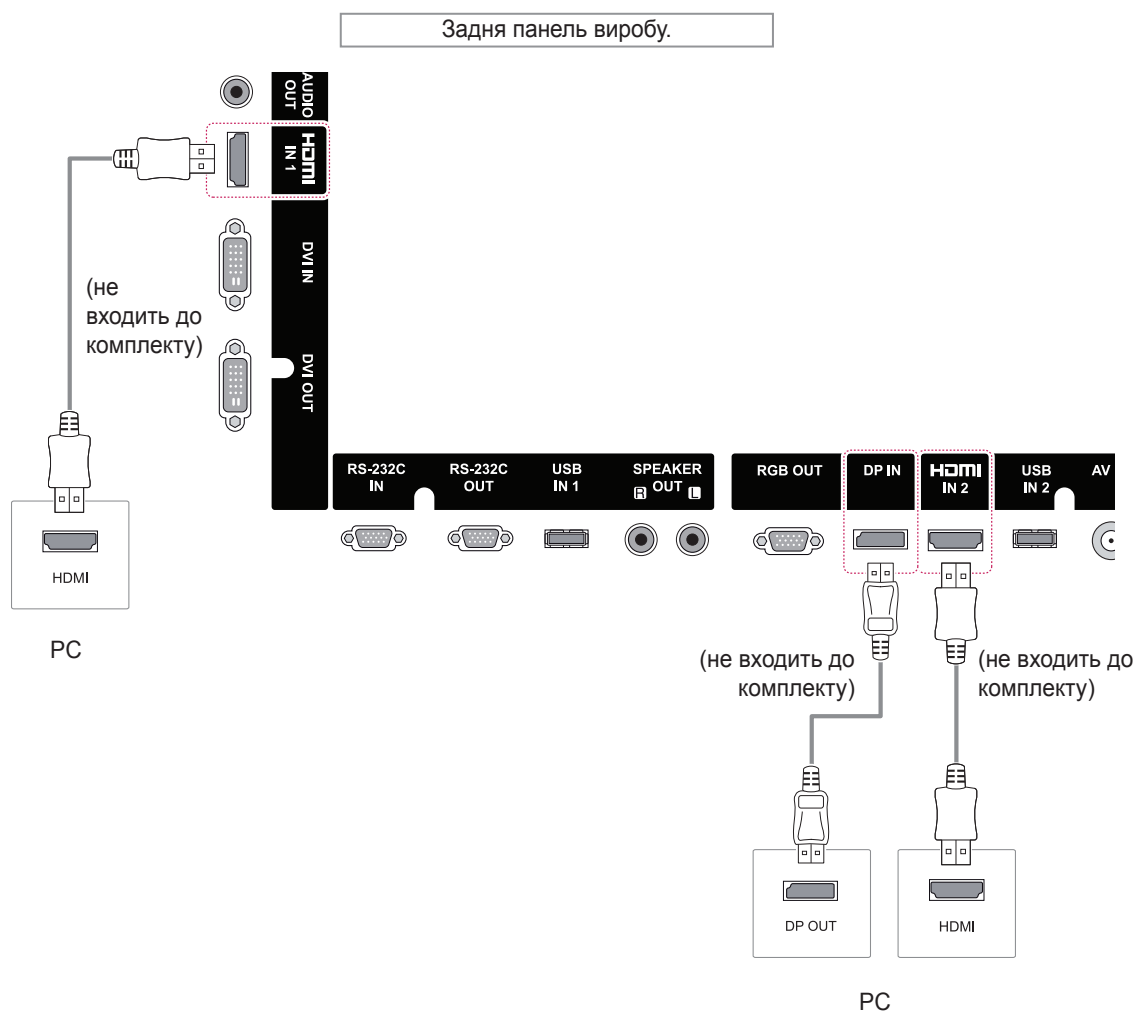 Задня панель виробу.
AUDIO
OUT
HDMI
IN 1
DVI IN
DVI OUT
(не
входить до
комплекту)
HDMI
PC
RS-232C
IN
RS-232C
OUT
USB
IN 1
SPEAKER
OUT
R
L
RGB OUT
DP IN
HDMI
IN 2
USB
IN 2
AV
(не входить до
комплекту)
(не входить до
комплекту)
DP OUT
HDMI
PC